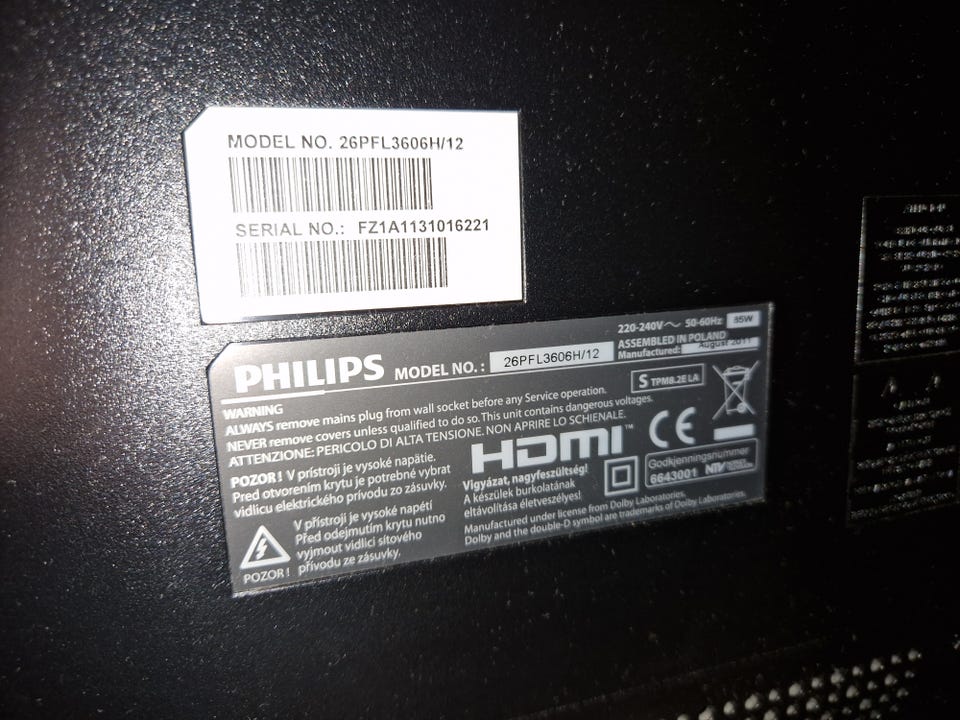 MODEL NO. 26PFL3606H/12
SERIAL NO.: FZ1A1131016221
PHILIPS MODEL NO. : 26PFL3606H/12
220-240V~ 50-60Hz 85W
ASSEMBLED IN POLAND
Manufactured: August 2011
S TPM8.2E LA
WARNING
ALWAYS remove mains plug from wall socket before any Service operation.
NEVER remove covers unless qualified to do so. This unit contains dangerous voltages.
ATTENZIONE: PERICOLO DI ALTA TENSIONE. NON APRIRE LO SCHIENALE.
POZOR ! V prístroji je vysoké napätie.
Pred otvorením krytu je potrebné vybrat
vidlicu elektrického prívodu zo zásuvky.
V přístroji je vysoké napětí
Před odejmutím krytu nutno
vyjmout vidlici síťového
přívodu ze zásuvky.
POZOR !
HDMI™
CE
Vigyázat, nagyfeszültség!
A készülek burkolatának
eltávolítása életveszélyes!
Godkjenningsnummer
6643001 NTV
Manufactured under license from Dolby Laboratories.
Dolby and the double-D symbol are trademarks of Dolby Laboratories.